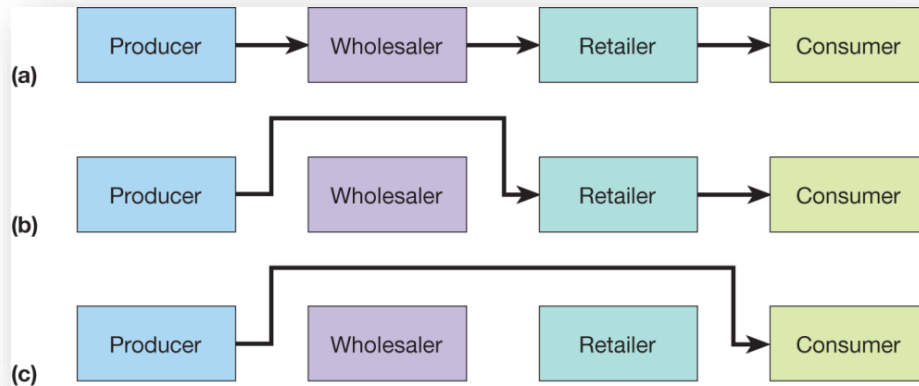 Producer Wholesaler Retailer Consumer
(a)
Producer Wholesaler Retailer Consumer
(b)
Producer Wholesaler Retailer Consumer
(c)